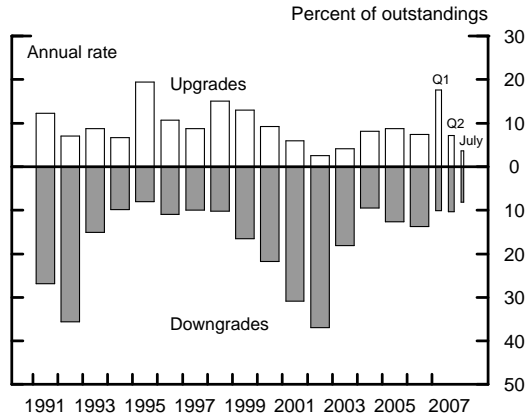 Percent of outstandings
30
Annual rate
Upgrades
Q1
20
Q2
10
July
0
10
20
30
Downgrades
40
50
1991 1993 1995 1997 1999 2001 2003 2005 2007